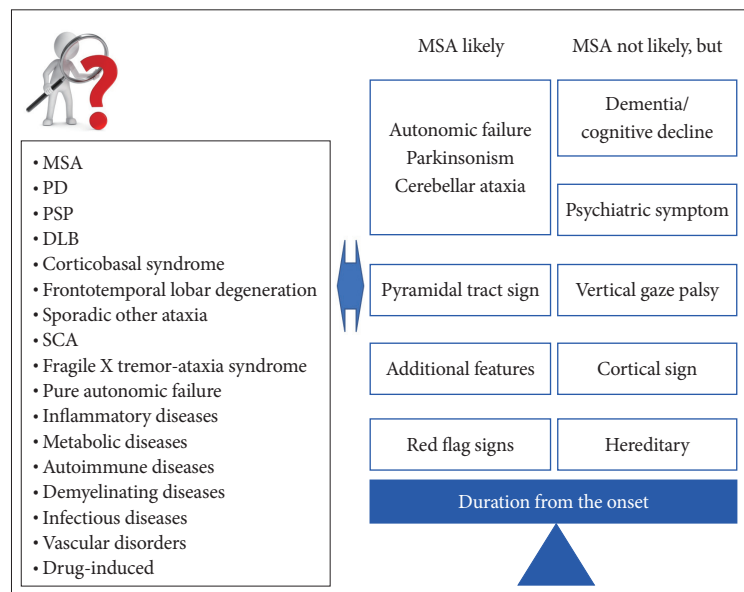 ?
• MSA
• PD
• PSP
• DLB
• Corticobasal syndrome
• Frontotemporal lobar degeneration
• Sporadic other ataxia
• SCA
• Fragile X tremor-ataxia syndrome
• Pure autonomic failure
• Inflammatory diseases
• Metabolic diseases
• Autoimmune diseases
• Demyelinating diseases
• Infectious diseases
• Vascular disorders
• Drug-induced
MSA likely
Autonomic failure
Parkinsonism
Cerebellar ataxia
Pyramidal tract sign
Additional features
Red flag signs
MSA not likely, but
Dementia/
cognitive decline
Psychiatric symptom
Vertical gaze palsy
Cortical sign
Hereditary
Duration from the onset